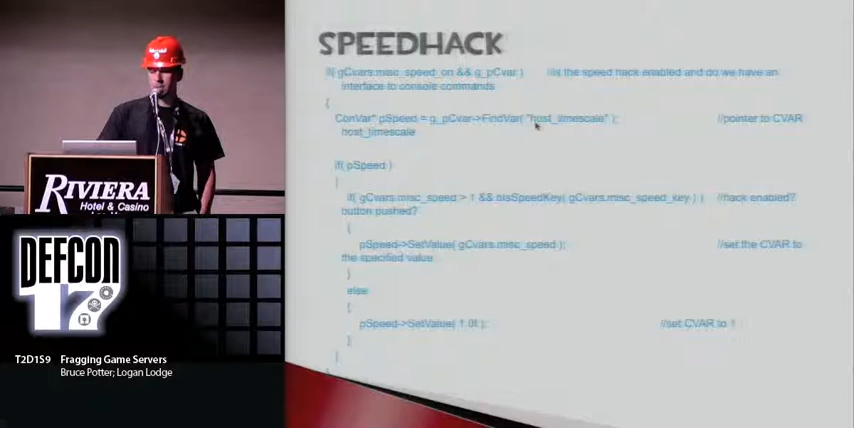 SPEEDHACK
if( gCvars.misc_speed_on && g_pCvar ) //is the speed hack enabled and do we have an
interface to console commands
{
ConVar* pSpeed = g_pCvar->FindVar( "host_timescale" ); //pointer to CVAR
host_timescale
if( pSpeed )
{
if( gCvars.misc_speed > 1 && bIsSpeedKey( gCvars.misc_speed_key ) ) //hack enabled?
button pushed?
{
pSpeed->SetValue( gCvars.misc_speed ); //set the CVAR to
the specified value
}
else
{
pSpeed->SetValue( 1.0f ); //set CVAR to 1
}
}
RIVIERA
Hotel & Casino
DEFCON
17
T2D1S9 Fragging Game Servers
Bruce Potter; Logan Lodge